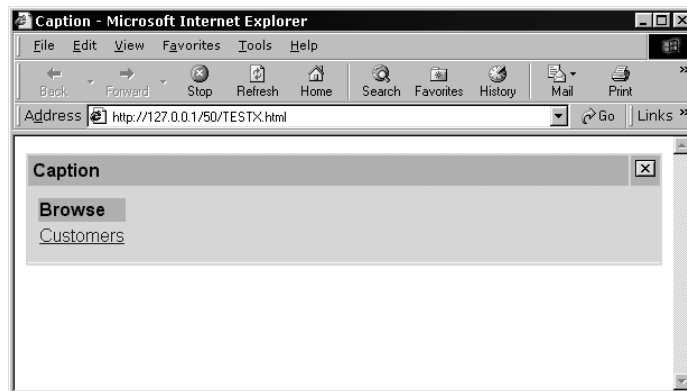 Caption - Microsoft Internet Explorer
File Edit View Favorites Tools Help
Back Forward Stop Refresh Home Search Favorites History Mail Print »
Address http://127.0.0.1/50/TESTX.html Go Links »
Caption
Browse
Customers